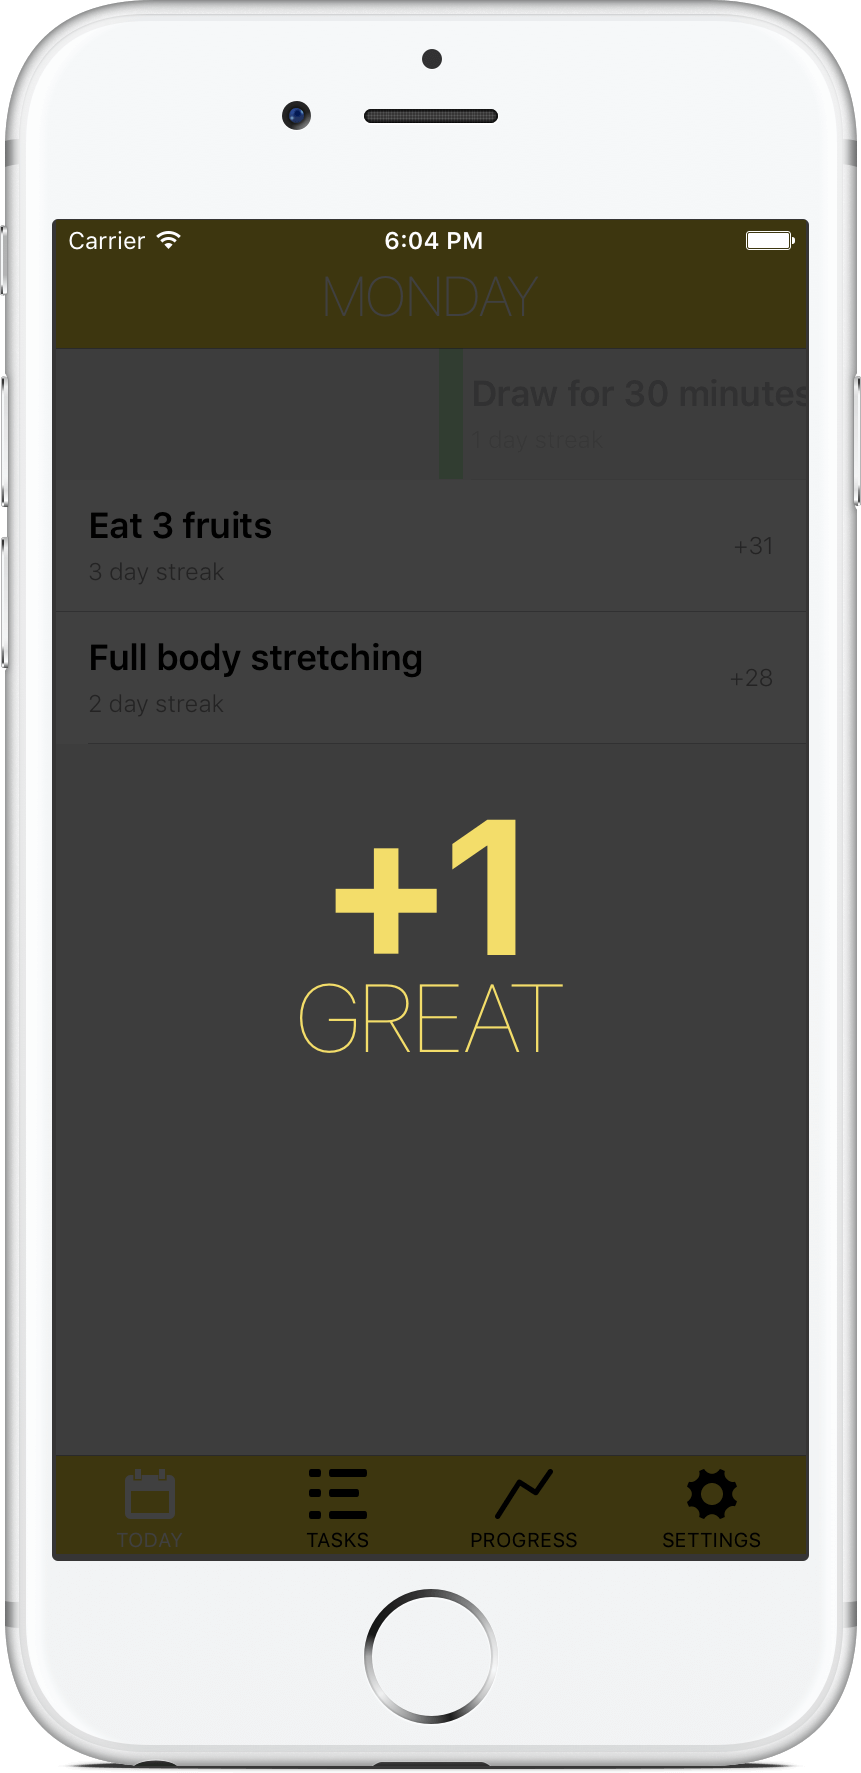 Carrier 6:04 PM
MONDAY
Draw for 30 minutes
1 day streak
Eat 3 fruits
+31
3 day streak
Full body stretching
+28
2 day streak
+1
GREAT
TODAY TASKS PROGRESS SETTINGS